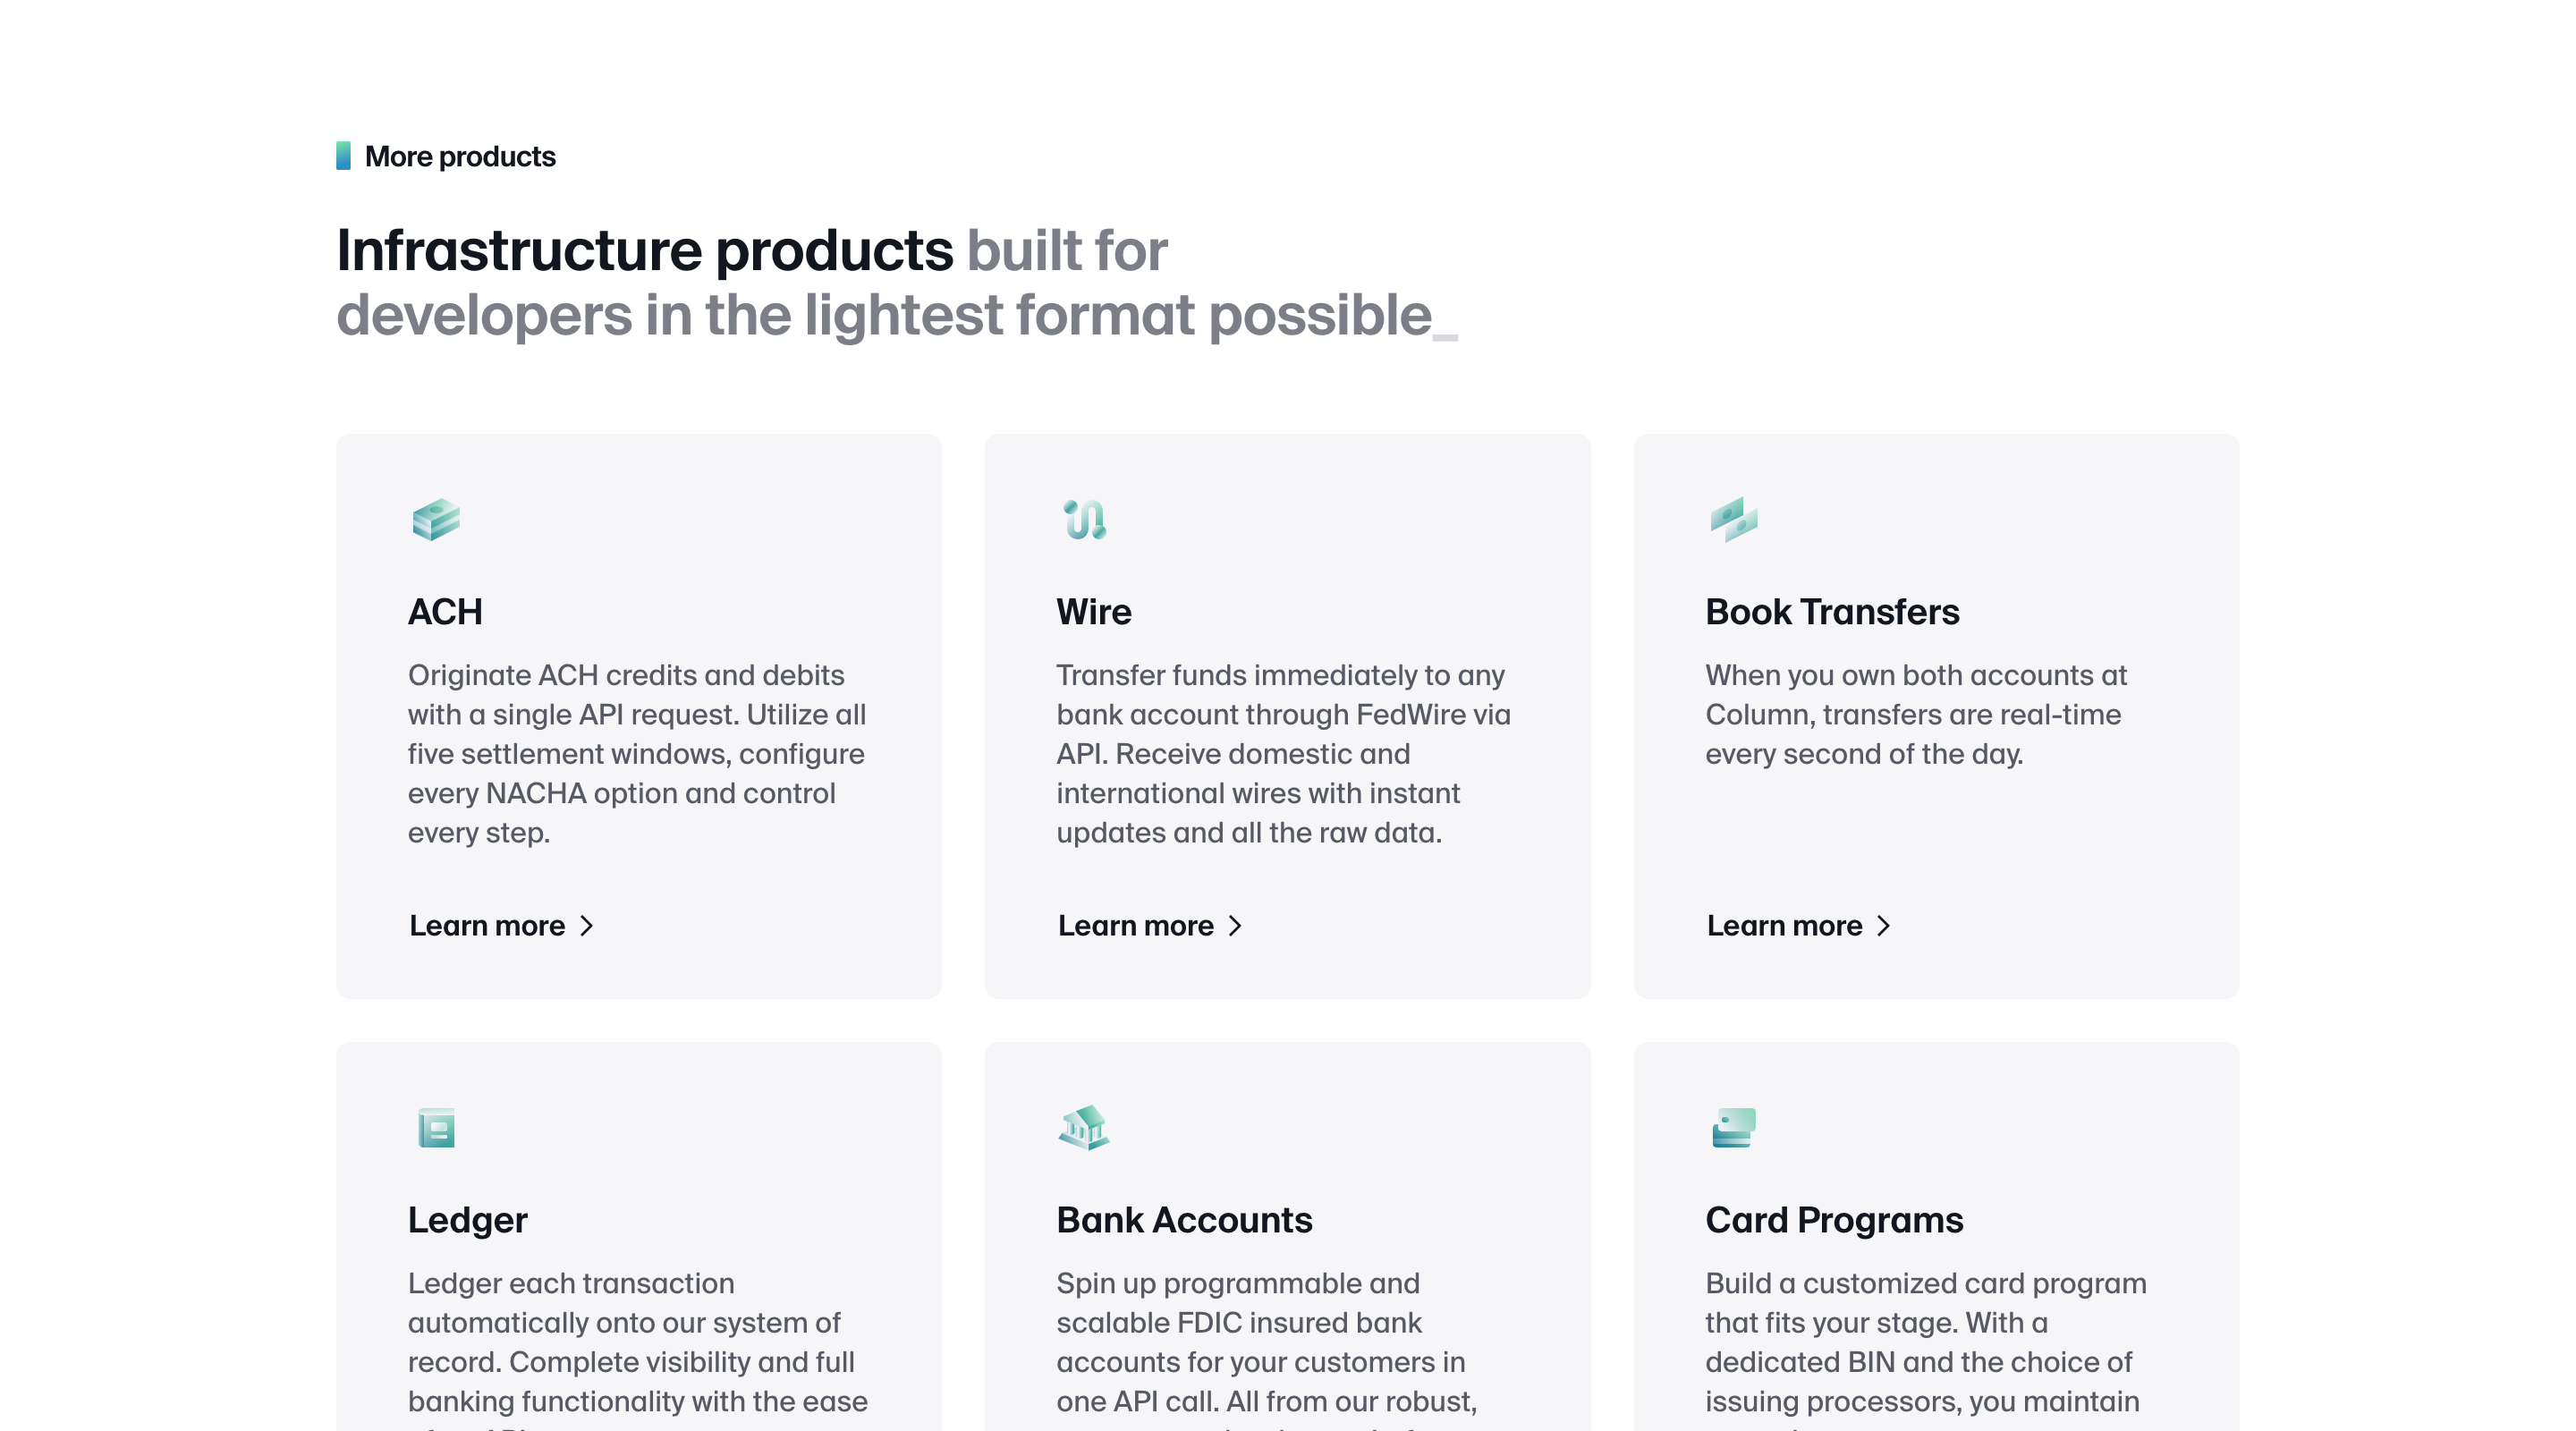 More products
Infrastructure products built for
developers in the lightest format possible_
ACH
Originate ACH credits and debits
with a single API request. Utilize all
five settlement windows, configure
every NACHA option and control
every step.
Learn more
Wire
Transfer funds immediately to any
bank account through FedWire via
API. Receive domestic and
international wires with instant
updates and all the raw data.
Learn more
Book Transfers
When you own both accounts at
Column, transfers are real-time
every second of the day.
Learn more
Ledger
Ledger each transaction
automatically onto our system of
record. Complete visibility and full
banking functionality with the ease
Bank Accounts
Spin up programmable and
scalable FDIC insured bank
accounts for your customers in
one API call. All from our robust,
Card Programs
Build a customized card program
that fits your stage. With a
dedicated BIN and the choice of
issuing processors, you maintain